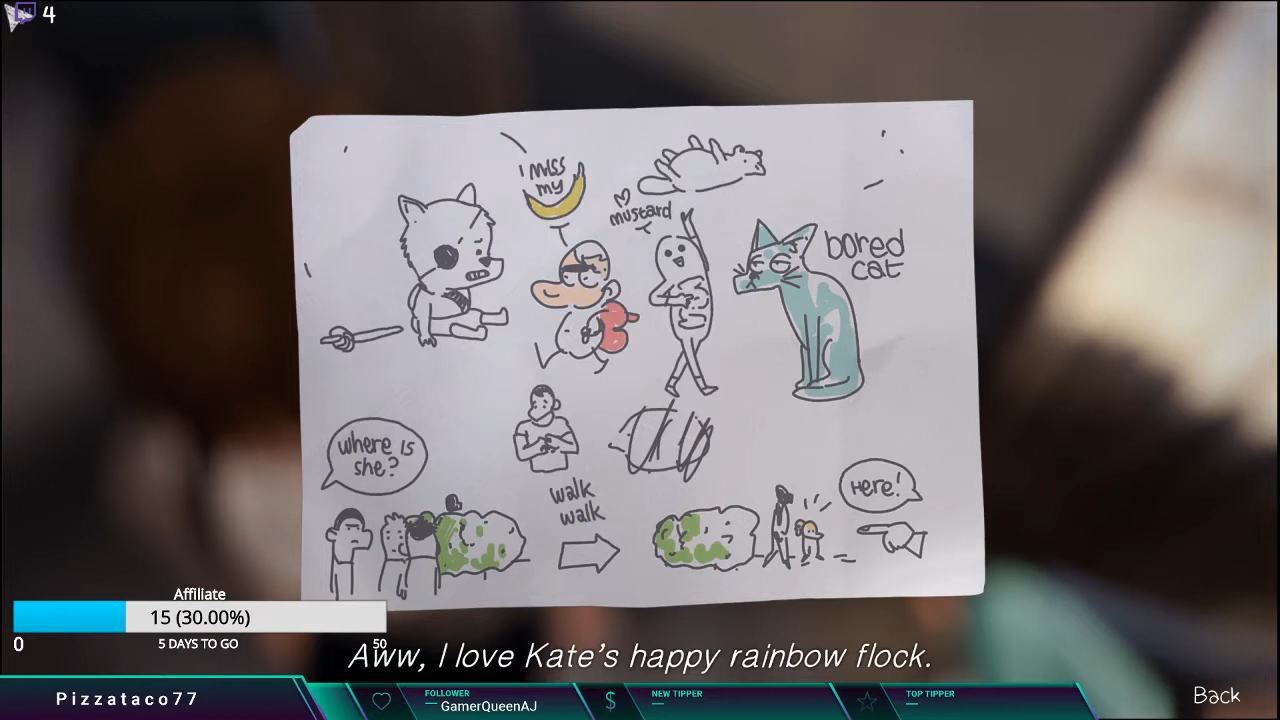 4
I MISS
my
mustard
bored
cat
where is
she?
walk
walk
Here!
Affiliate
15 (30.00%)
0
5 DAYS TO GO
50
Aww, I love Kate's happy rainbow flock.
Pizzataco77
FOLLOWER
GamerQueenAJ
NEW TIPPER
TOP TIPPER
Back